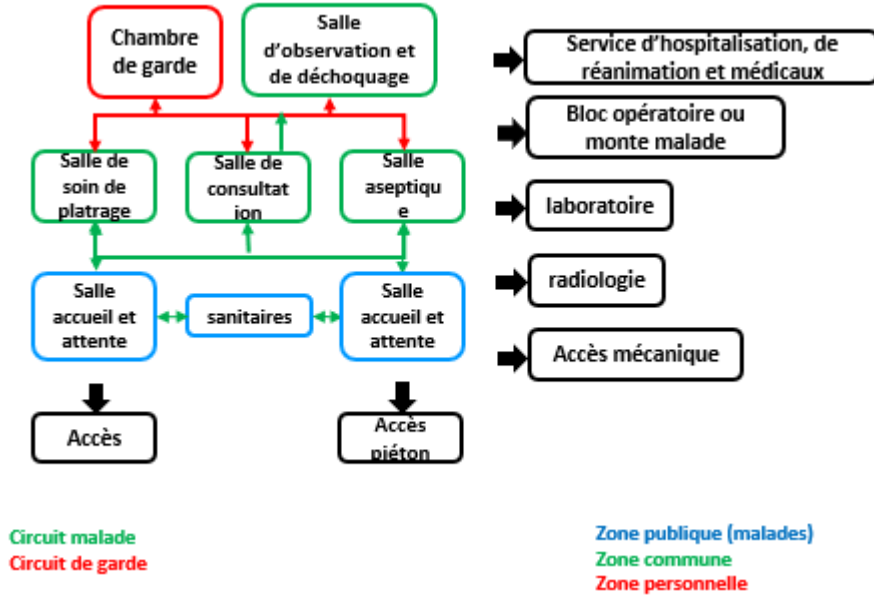 Chambre
de garde
Salle
d'observation et
de déchoquage
Service d'hospitalisation, de
réanimation et médicaux
Bloc opératoire ou
monte malade
Salle de
soin de
platrage
Salle de
consultat
ion
Salle
aseptiqu
e
laboratoire
radiologie
Salle
accueil et
attente
sanitaires
Salle
accueil et
attente
Accès mécanique
Accès
Accès
piéton
Circuit malade
Circuit de garde
Zone publique (malades)
Zone commune
Zone personnelle